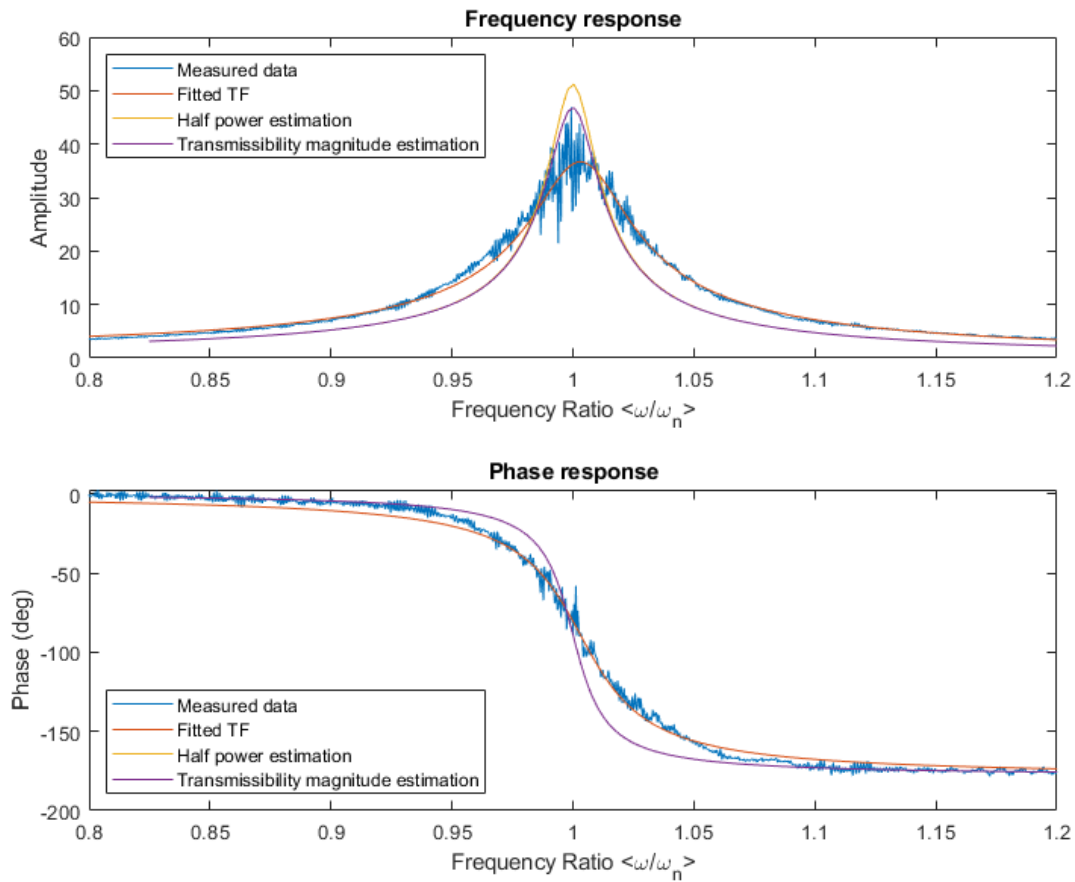 Frequency response
60
50
40
30
20
10
0
Amplitude
Measured data
Fitted TF
Half power estimation
Transmissibility magnitude estimation
0.8 0.85 0.9 0.95 1 1.05 1.1 1.15 1.2
Frequency Ratio <ω/ω_n>
Phase response
0
-50
-100
-150
-200
Phase (deg)
Measured data
Fitted TF
Half power estimation
Transmissibility magnitude estimation
0.8 0.85 0.9 0.95 1 1.05 1.1 1.15 1.2
Frequency Ratio <ω/ω_n>